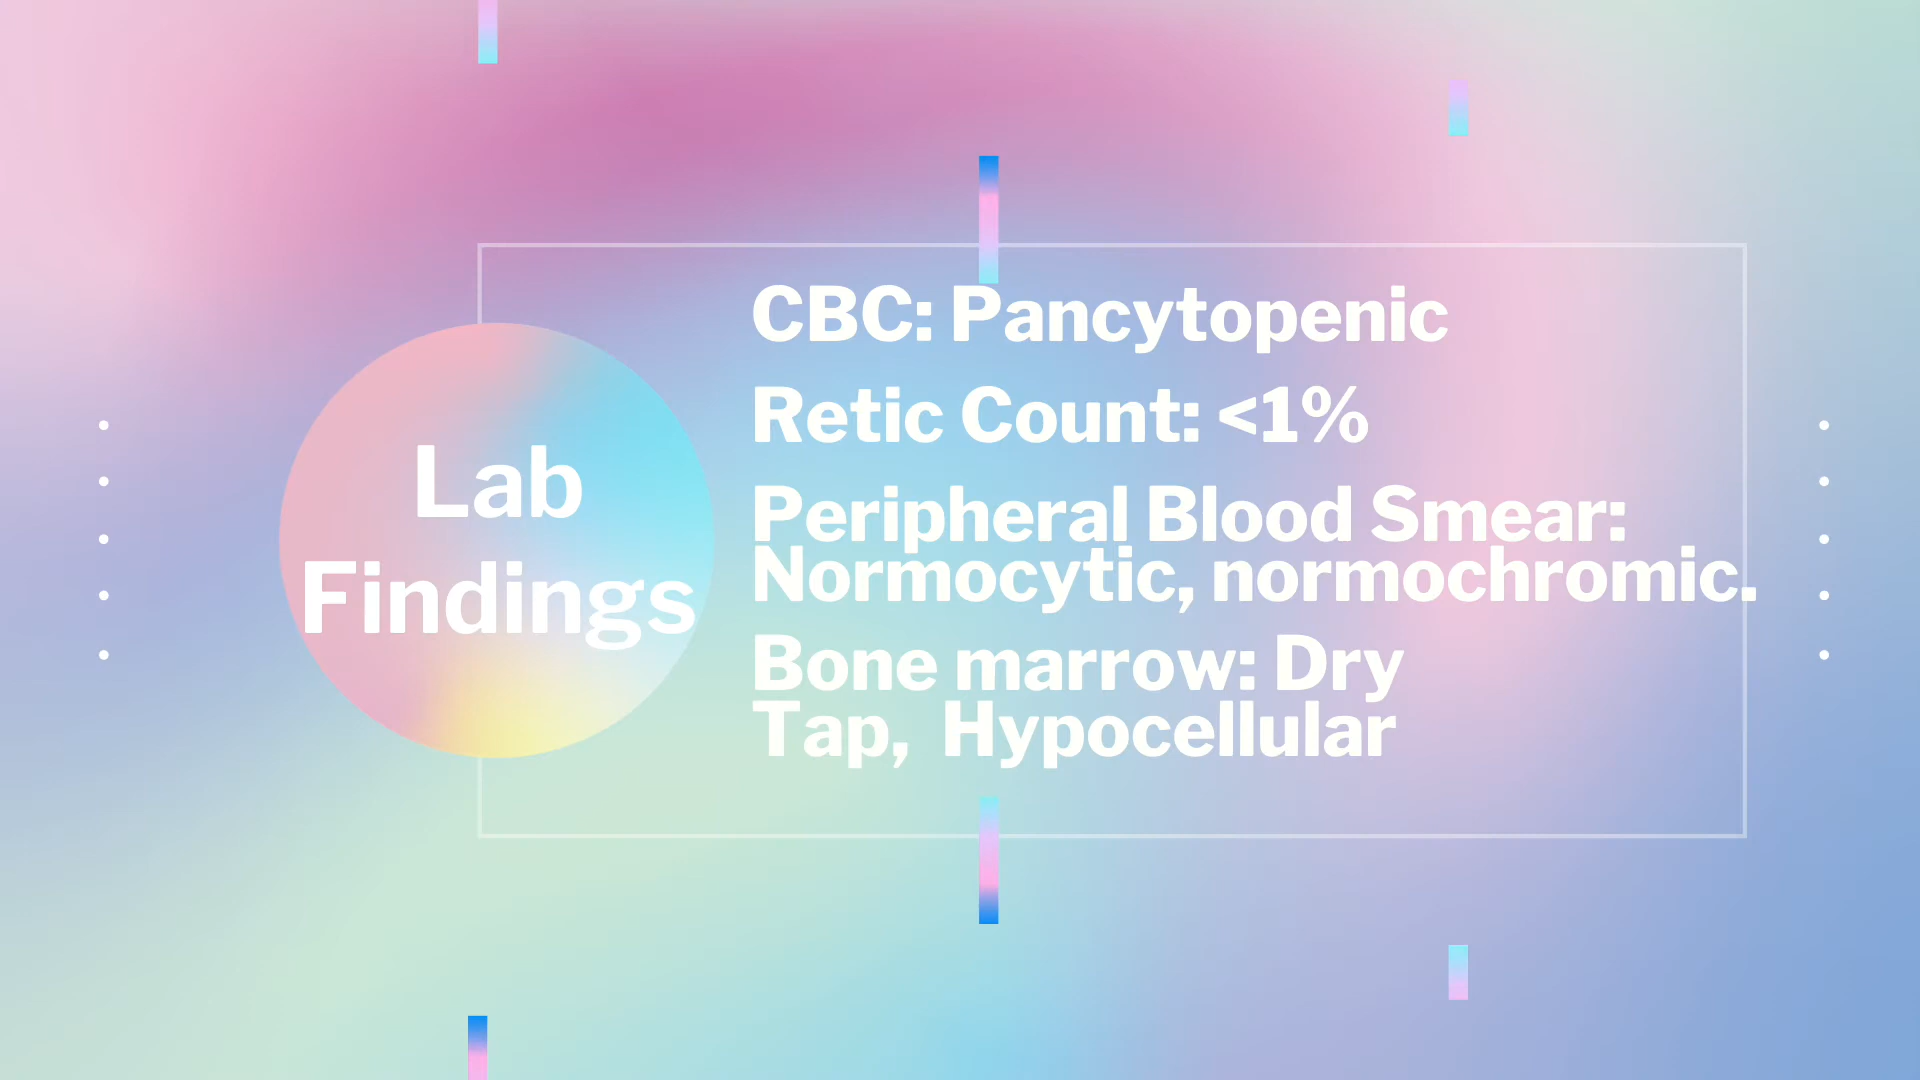 Lab
Findings
CBC: Pancytopenic
Retic Count: <1%
Peripheral Blood Smear:
Normocytic, normochromic.
Bone marrow: Dry
Tap,  Hypocellular